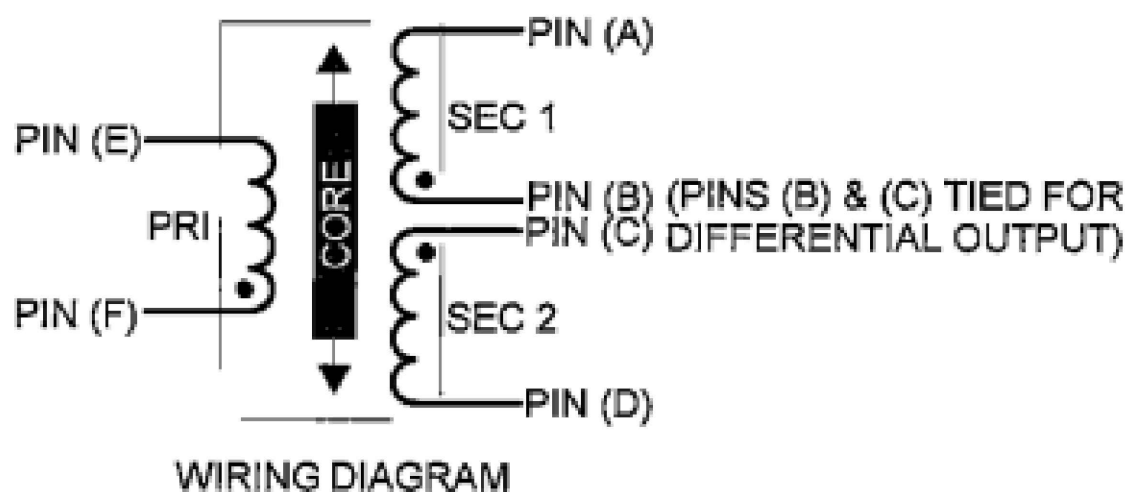 PIN (A)
SEC 1
PIN (E)
CORE
PIN (B) (PINS (B) & (C) TIED FOR
PRI
PIN (C) DIFFERENTIAL OUTPUT)
PIN (F)
SEC 2
PIN (D)
WIRING DIAGRAM